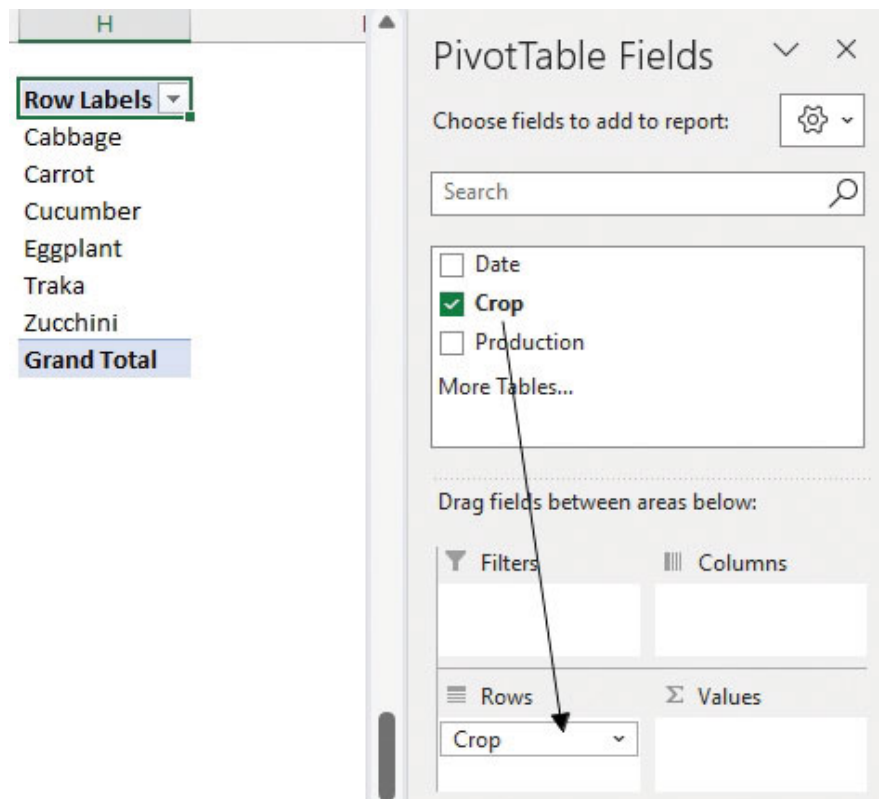 H
Row Labels
Cabbage
Carrot
Cucumber
Eggplant
Traka
Zucchini
Grand Total
PivotTable Fields
Choose fields to add to report:
Search
Date
Crop
Production
More Tables...
Drag fields between areas below:
Filters
Columns
Rows
Σ Values
Crop